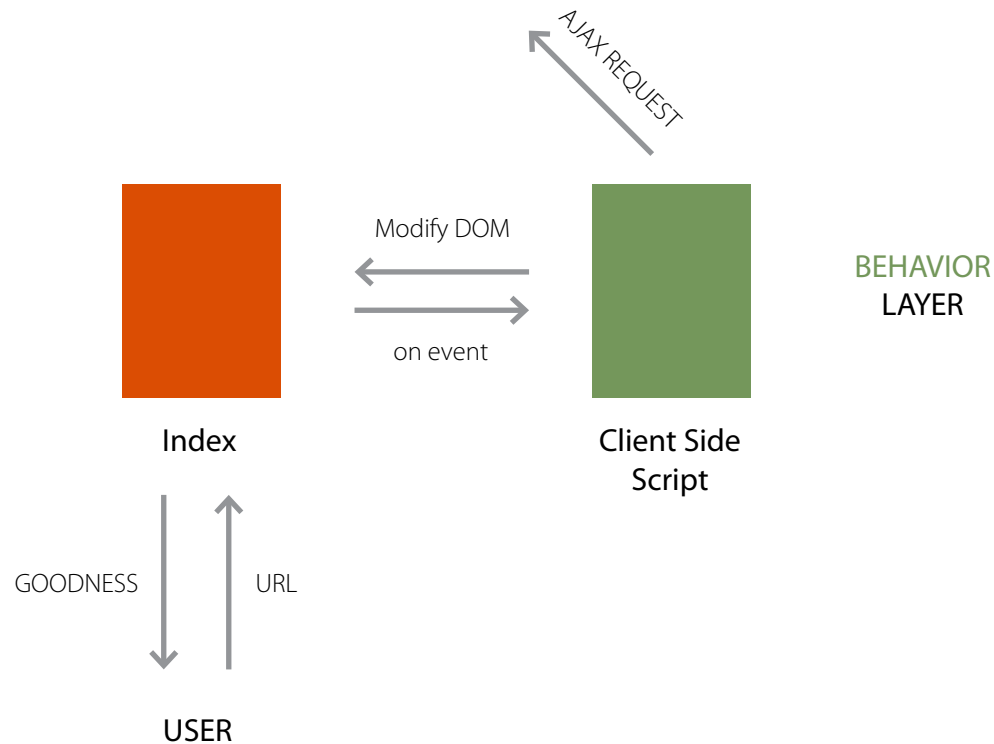 AJAX REQUEST
Modify DOM
on event
BEHAVIOR
LAYER
Index
Client Side
Script
GOODNESS
URL
USER